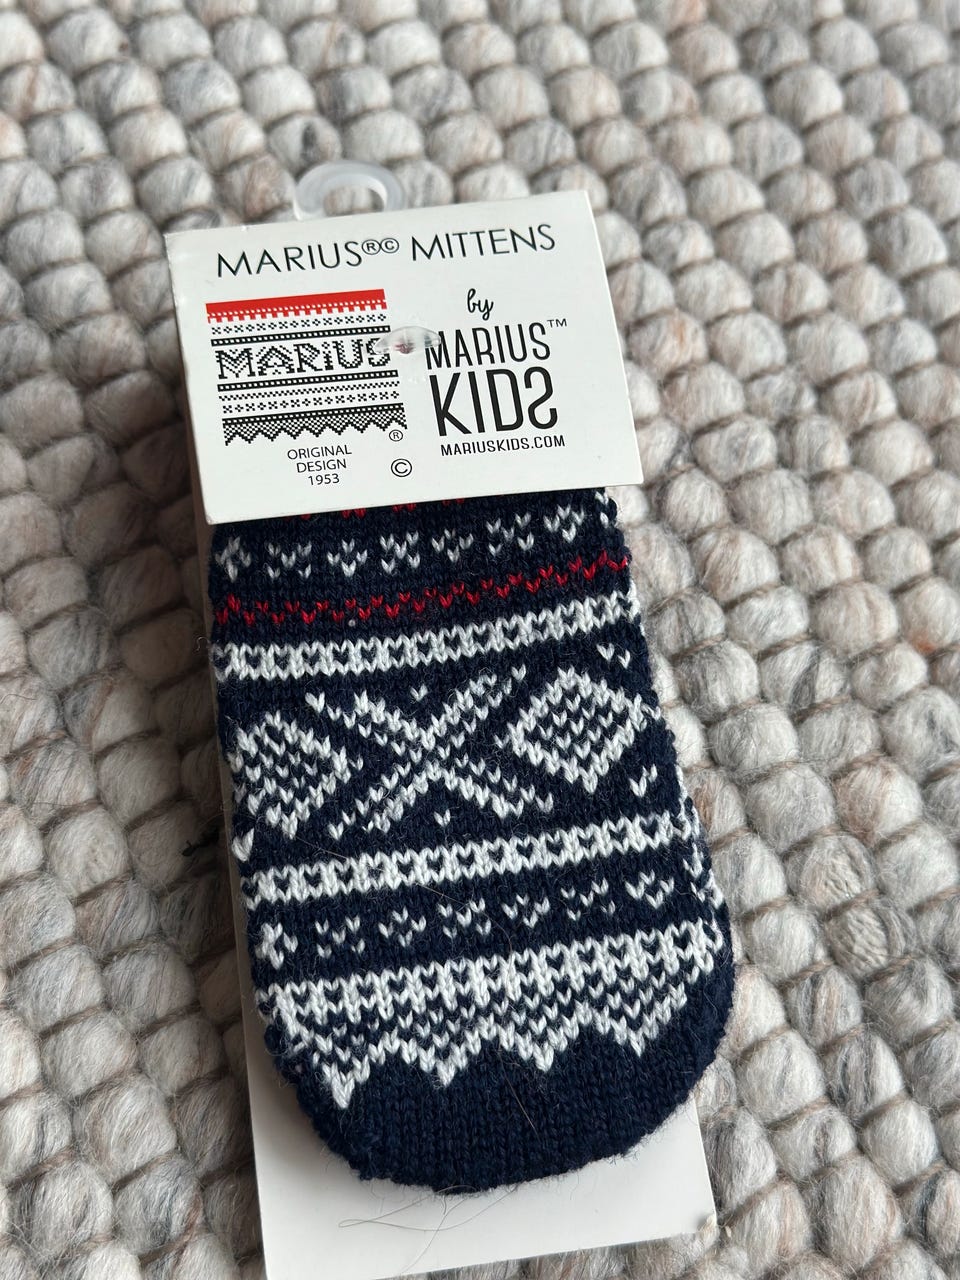 MARIUS®© MITTENS
MARIUS
®
ORIGINAL
DESIGN
1953
©
by
MARIUS™
KIDS
MARIUSKIDS.COM